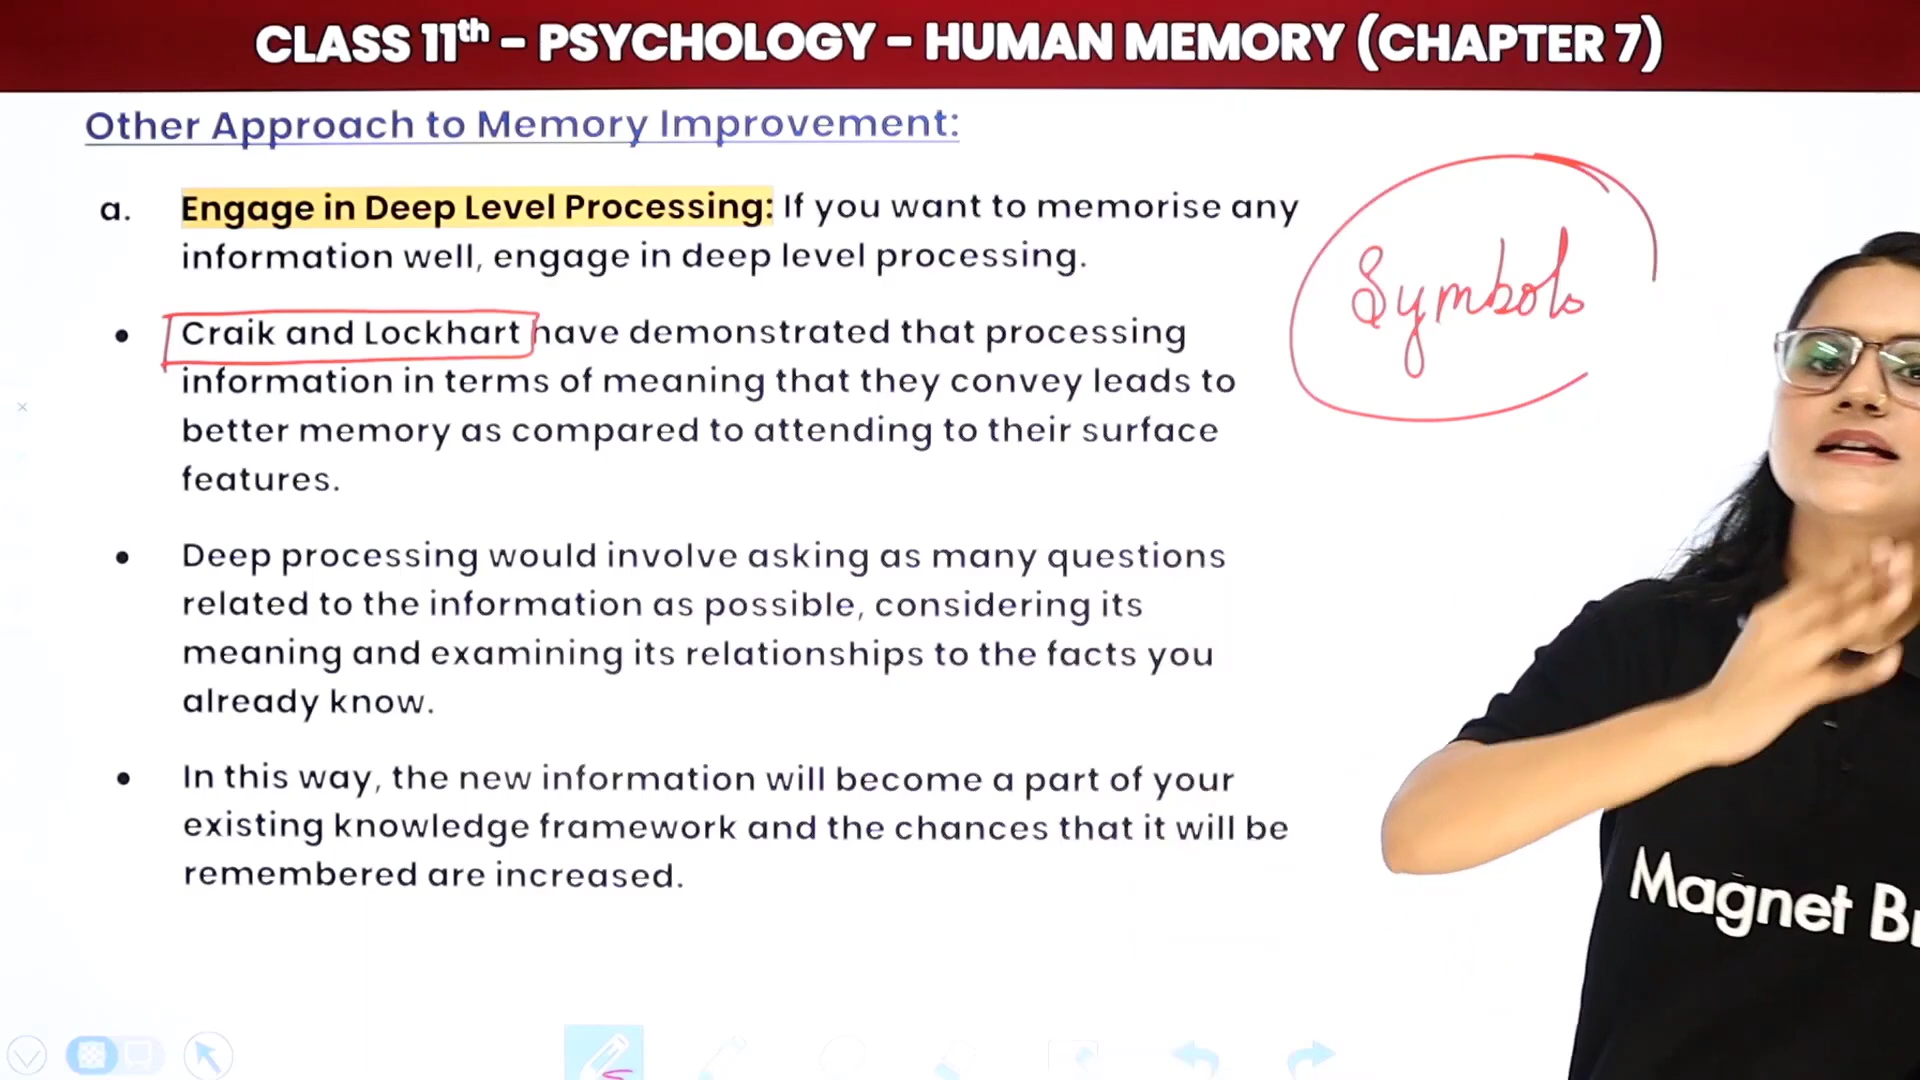 CLASS 11th - PSYCHOLOGY - HUMAN MEMORY (CHAPTER 7)
Other Approach to Memory Improvement:
a. Engage in Deep Level Processing: If you want to memorise any
information well, engage in deep level processing.
• Craik and Lockhart have demonstrated that processing
information in terms of meaning that they convey leads to
better memory as compared to attending to their surface
features.
• Deep processing would involve asking as many questions
related to the information as possible, considering its
meaning and examining its relationships to the facts you
already know.
• In this way, the new information will become a part of your
existing knowledge framework and the chances that it will be
remembered are increased.
Symbols
Magnet Br